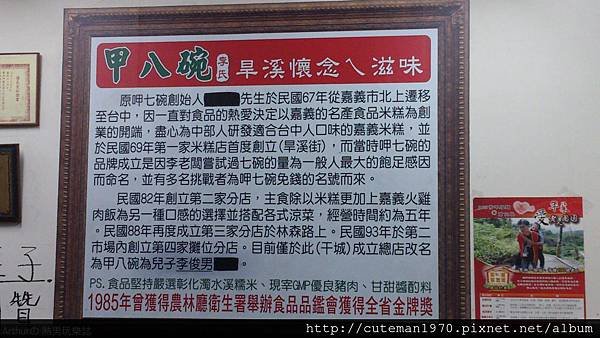 甲八碗 李氏 旱溪懷念ㄟ滋味
原呷七碗創始人 先生於民國67年從嘉義市北上遷移
至台中，因一直對食品的熱愛決定以嘉義的名產食品米糕為創
業的開端，盡心為中部人研發適合台中人口味的嘉義米糕，並
於民國69年第一家米糕店首度創立(旱溪街)，而當時呷七碗的
品牌成立是因李老闆嘗試過七碗的量為一般人最大的飽足感因
而命名，並有多名挑戰者為呷七碗免錢的名號而來。
民國82年創立第二家分店，主食除以米糕更加上嘉義火雞
肉飯為另一種口感的選擇並搭配各式涼菜，經營時間約為五年
。民國88年再度成立第三家分店於林森路上。民國93年於第二
市場內創立第四家攤位分店。目前僅於此(干城)成立總店改名
為甲八碗為兒子李俊男
PS.食品堅持嚴選彰化濁水溪糯米、現宰GMP優良豬肉、甘甜醬酌料
1985年曾獲得農林廳衛生署舉辦食品品鑑會獲得全省金牌獎
子
贊
http://cuteman1970.pixnet.net/album